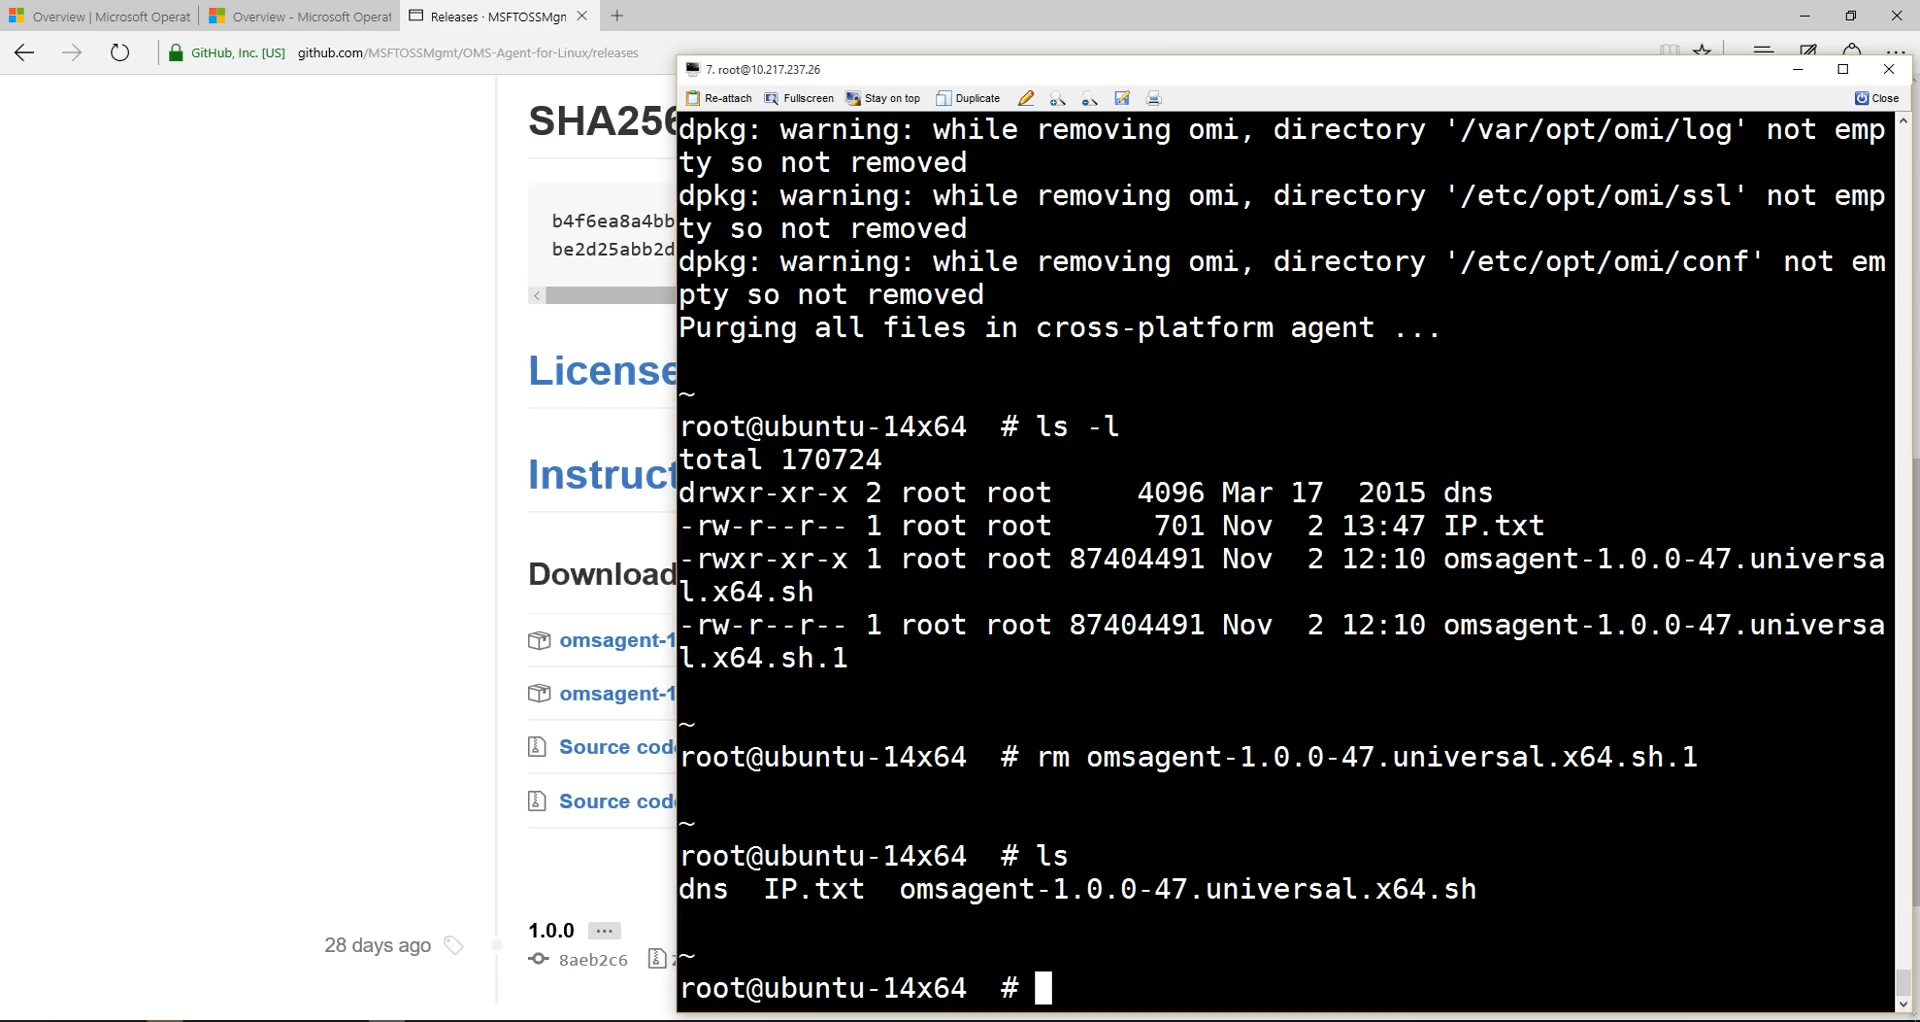 Overview | Microsoft Operat
Overview - Microsoft Operat
Releases · MSFTOSSMgn
GitHub, Inc. [US] github.com/MSFTOSSMgmt/OMS-Agent-for-Linux/releases
7. root@10.217.237.26
Re-attach Fullscreen Stay on top Duplicate Close
SHA256
b4f6ea8a4bb
be2d25abb2d
License
Instruct
Download
omsagent-1
omsagent-1
Source code
Source code
28 days ago
1.0.0 ...
8aeb2c6
dpkg: warning: while removing omi, directory '/var/opt/omi/log' not emp
ty so not removed
dpkg: warning: while removing omi, directory '/etc/opt/omi/ssl' not emp
ty so not removed
dpkg: warning: while removing omi, directory '/etc/opt/omi/conf' not em
pty so not removed
Purging all files in cross-platform agent ...
~
root@ubuntu-14x64  # ls -l
total 170724
drwxr-xr-x 2 root root     4096 Mar 17  2015 dns
-rw-r--r-- 1 root root      701 Nov  2 13:47 IP.txt
-rwxr-xr-x 1 root root 87404491 Nov  2 12:10 omsagent-1.0.0-47.universa
l.x64.sh
-rw-r--r-- 1 root root 87404491 Nov  2 12:10 omsagent-1.0.0-47.universa
l.x64.sh.1
~
root@ubuntu-14x64  # rm omsagent-1.0.0-47.universal.x64.sh.1
~
root@ubuntu-14x64  # ls
dns  IP.txt  omsagent-1.0.0-47.universal.x64.sh
~
root@ubuntu-14x64  #